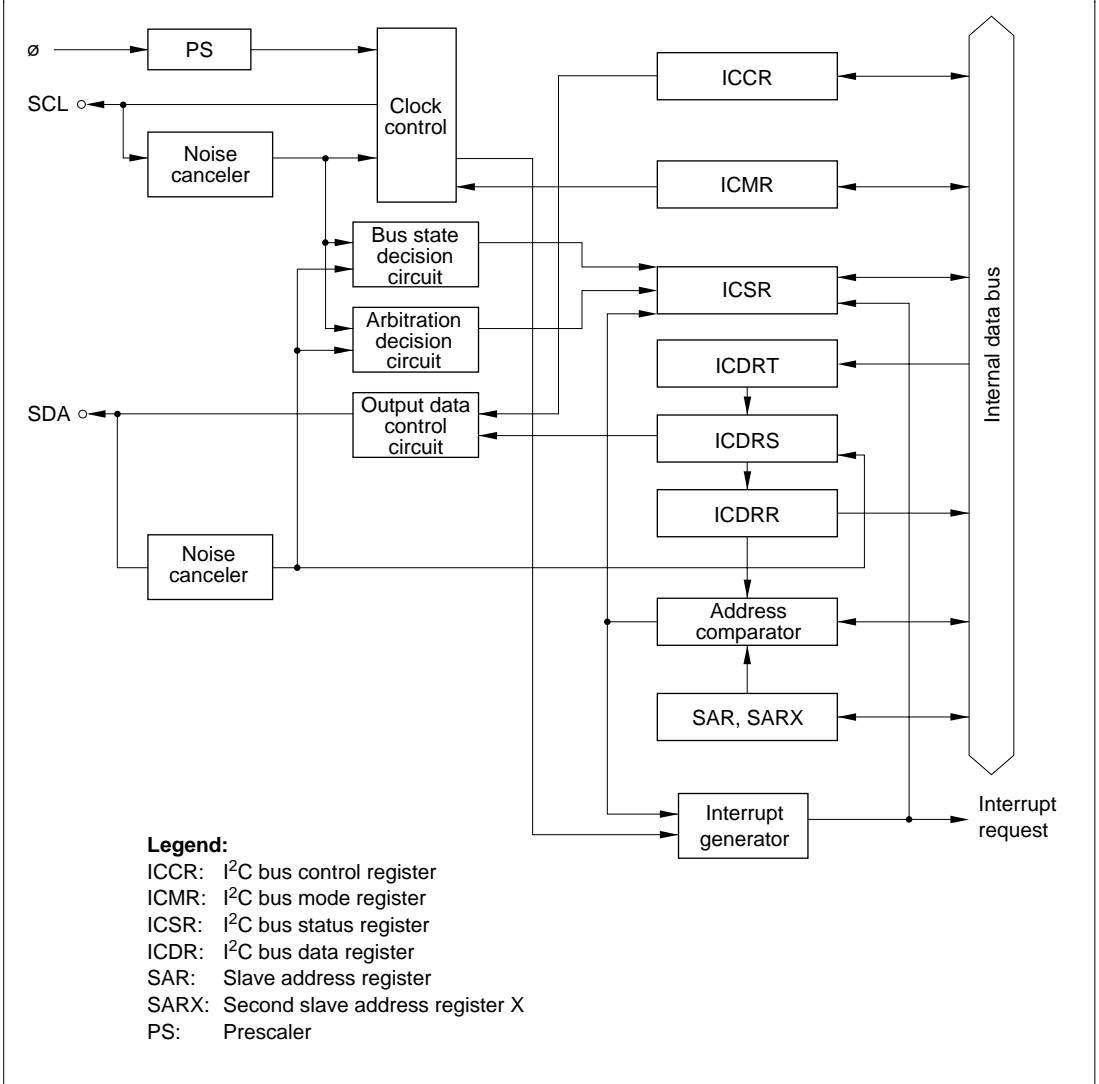 ø
PS
SCL
Clock
control
Noise
canceler
ICCR
ICMR
Bus state
decision
circuit
ICSR
Arbitration
decision
circuit
ICDRT
Internal data bus
SDA
Output data
control
circuit
ICDRS
ICDRR
Noise
canceler
Address
comparator
SAR, SARX
Interrupt
generator
Interrupt
request
Legend:
ICCR: I²C bus control register
ICMR: I²C bus mode register
ICSR: I²C bus status register
ICDR: I²C bus data register
SAR: Slave address register
SARX: Second slave address register X
PS: Prescaler